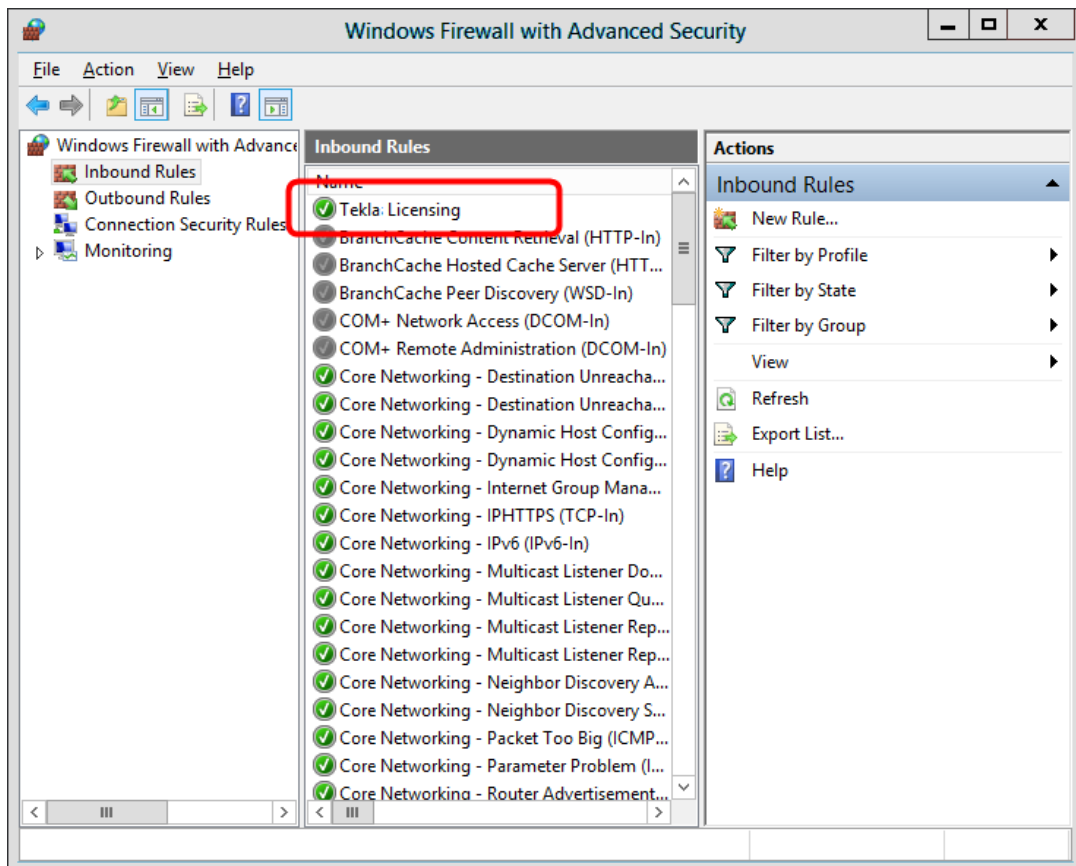 Windows Firewall with Advanced Security
File Action View Help
Windows Firewall with Advance
Inbound Rules
Outbound Rules
Connection Security Rules
Monitoring
Inbound Rules
Name
Tekla Licensing
BranchCache Content Retrieval (HTTP-In)
BranchCache Hosted Cache Server (HTT...
BranchCache Peer Discovery (WSD-In)
COM+ Network Access (DCOM-In)
COM+ Remote Administration (DCOM-In)
Core Networking - Destination Unreacha...
Core Networking - Destination Unreacha...
Core Networking - Dynamic Host Config...
Core Networking - Dynamic Host Config...
Core Networking - Internet Group Mana...
Core Networking - IPHTTPS (TCP-In)
Core Networking - IPv6 (IPv6-In)
Core Networking - Multicast Listener Do...
Core Networking - Multicast Listener Qu...
Core Networking - Multicast Listener Rep...
Core Networking - Multicast Listener Rep...
Core Networking - Neighbor Discovery A...
Core Networking - Neighbor Discovery S...
Core Networking - Packet Too Big (ICMP...
Core Networking - Parameter Problem (I...
Core Networking - Router Advertisement...
Actions
Inbound Rules
New Rule...
Filter by Profile
Filter by State
Filter by Group
View
Refresh
Export List...
Help